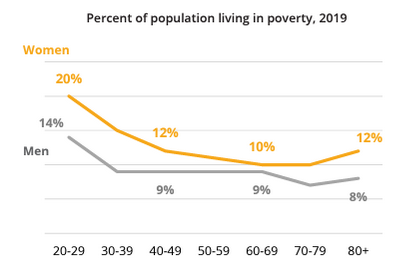 Percent of population living in poverty, 2019
Women
20%
14%
12%
12%
10%
Men
9%
9%
8%
20-29 30-39 40-49 50-59 60-69 70-79 80+